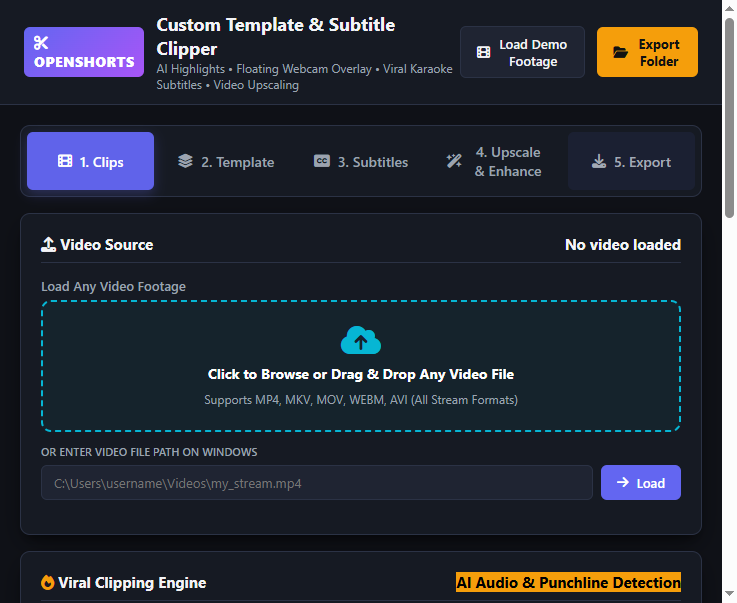 OPENSHORTS
Custom Template & Subtitle
Clipper
AI Highlights • Floating Webcam Overlay • Viral Karaoke
Subtitles • Video Upscaling
Load Demo
Footage
Export
Folder
1. Clips
2. Template
CC 3. Subtitles
4. Upscale
& Enhance
5. Export
Video Source
No video loaded
Load Any Video Footage
Click to Browse or Drag & Drop Any Video File
Supports MP4, MKV, MOV, WEBM, AVI (All Stream Formats)
OR ENTER VIDEO FILE PATH ON WINDOWS
C:\Users\username\Videos\my_stream.mp4
Load
Viral Clipping Engine
AI Audio & Punchline Detection